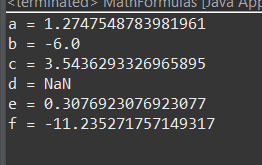 <terminated> MathFormulas [Java App
a = 1.2747548783981961
b = -6.0
c = 3.5436293326965895
d = NaN
e = 0.3076923076923077
f = -11.235271757149317